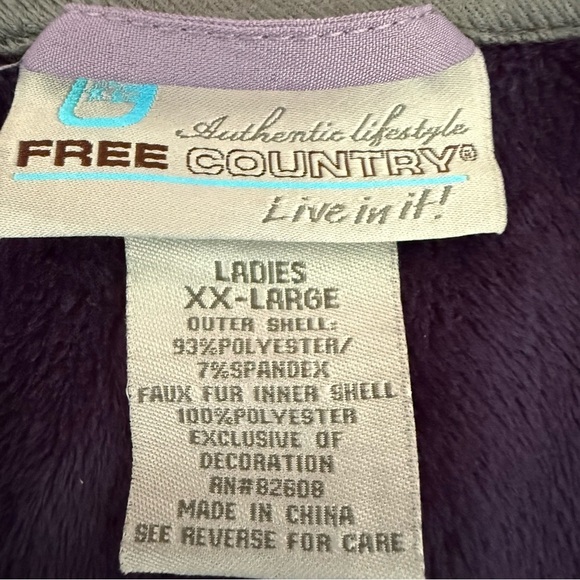 Authentic lifestyle
FREE COUNTRY®
Live in it!
LADIES
XX-LARGE
OUTER SHELL:
93%POLYESTER/
7%SPANDEX
FAUX FUR INNER SHELL
100%POLYESTER
EXCLUSIVE OF
DECORATION
RN#82608
MADE IN CHINA
SEE REVERSE FOR CARE